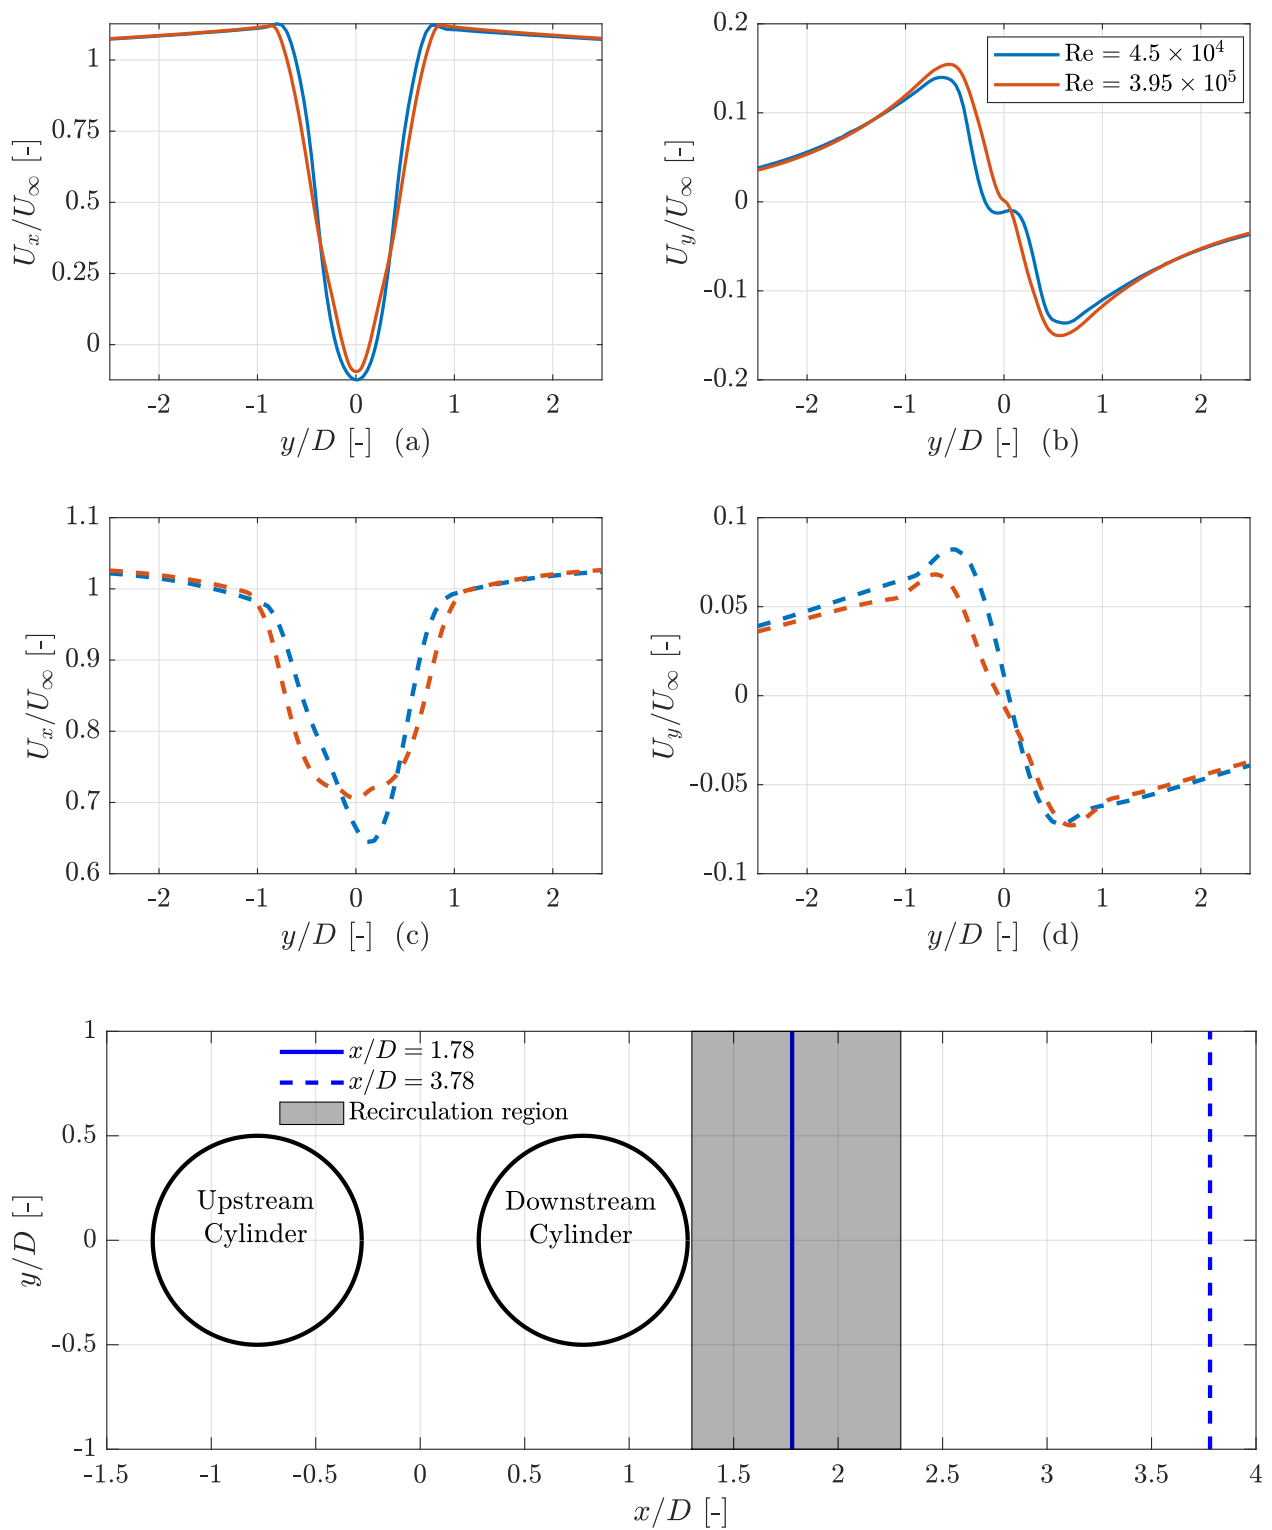 1
0.75
0.5
0.25
0
-2 -1 0 1 2
U_x/U_∞ [-]
y/D [-] (a)
0.2
0.1
0
-0.1
-0.2
-2 -1 0 1 2
U_y/U_∞ [-]
y/D [-] (b)
Re = 4.5 × 10^4
Re = 3.95 × 10^5
1.1
1
0.9
0.8
0.7
0.6
-2 -1 0 1 2
U_x/U_∞ [-]
y/D [-] (c)
0.1
0.05
0
-0.05
-0.1
-2 -1 0 1 2
U_y/U_∞ [-]
y/D [-] (d)
1
0.5
0
-0.5
-1
y/D [-]
x/D = 1.78
x/D = 3.78
Recirculation region
Upstream
Cylinder
Downstream
Cylinder
-1.5 -1 -0.5 0 0.5 1 1.5 2 2.5 3 3.5 4
x/D [-]